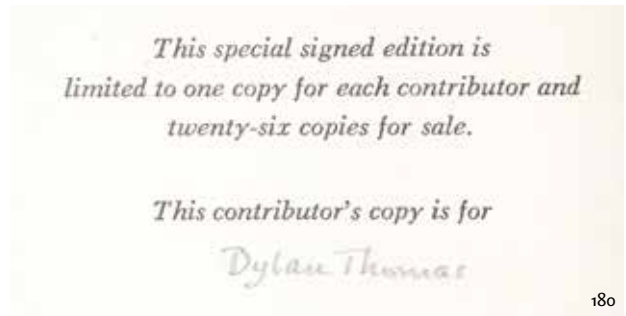 This special signed edition is
limited to one copy for each contributor and
twenty-six copies for sale.
This contributor's copy is for
Dylan Thomas
180